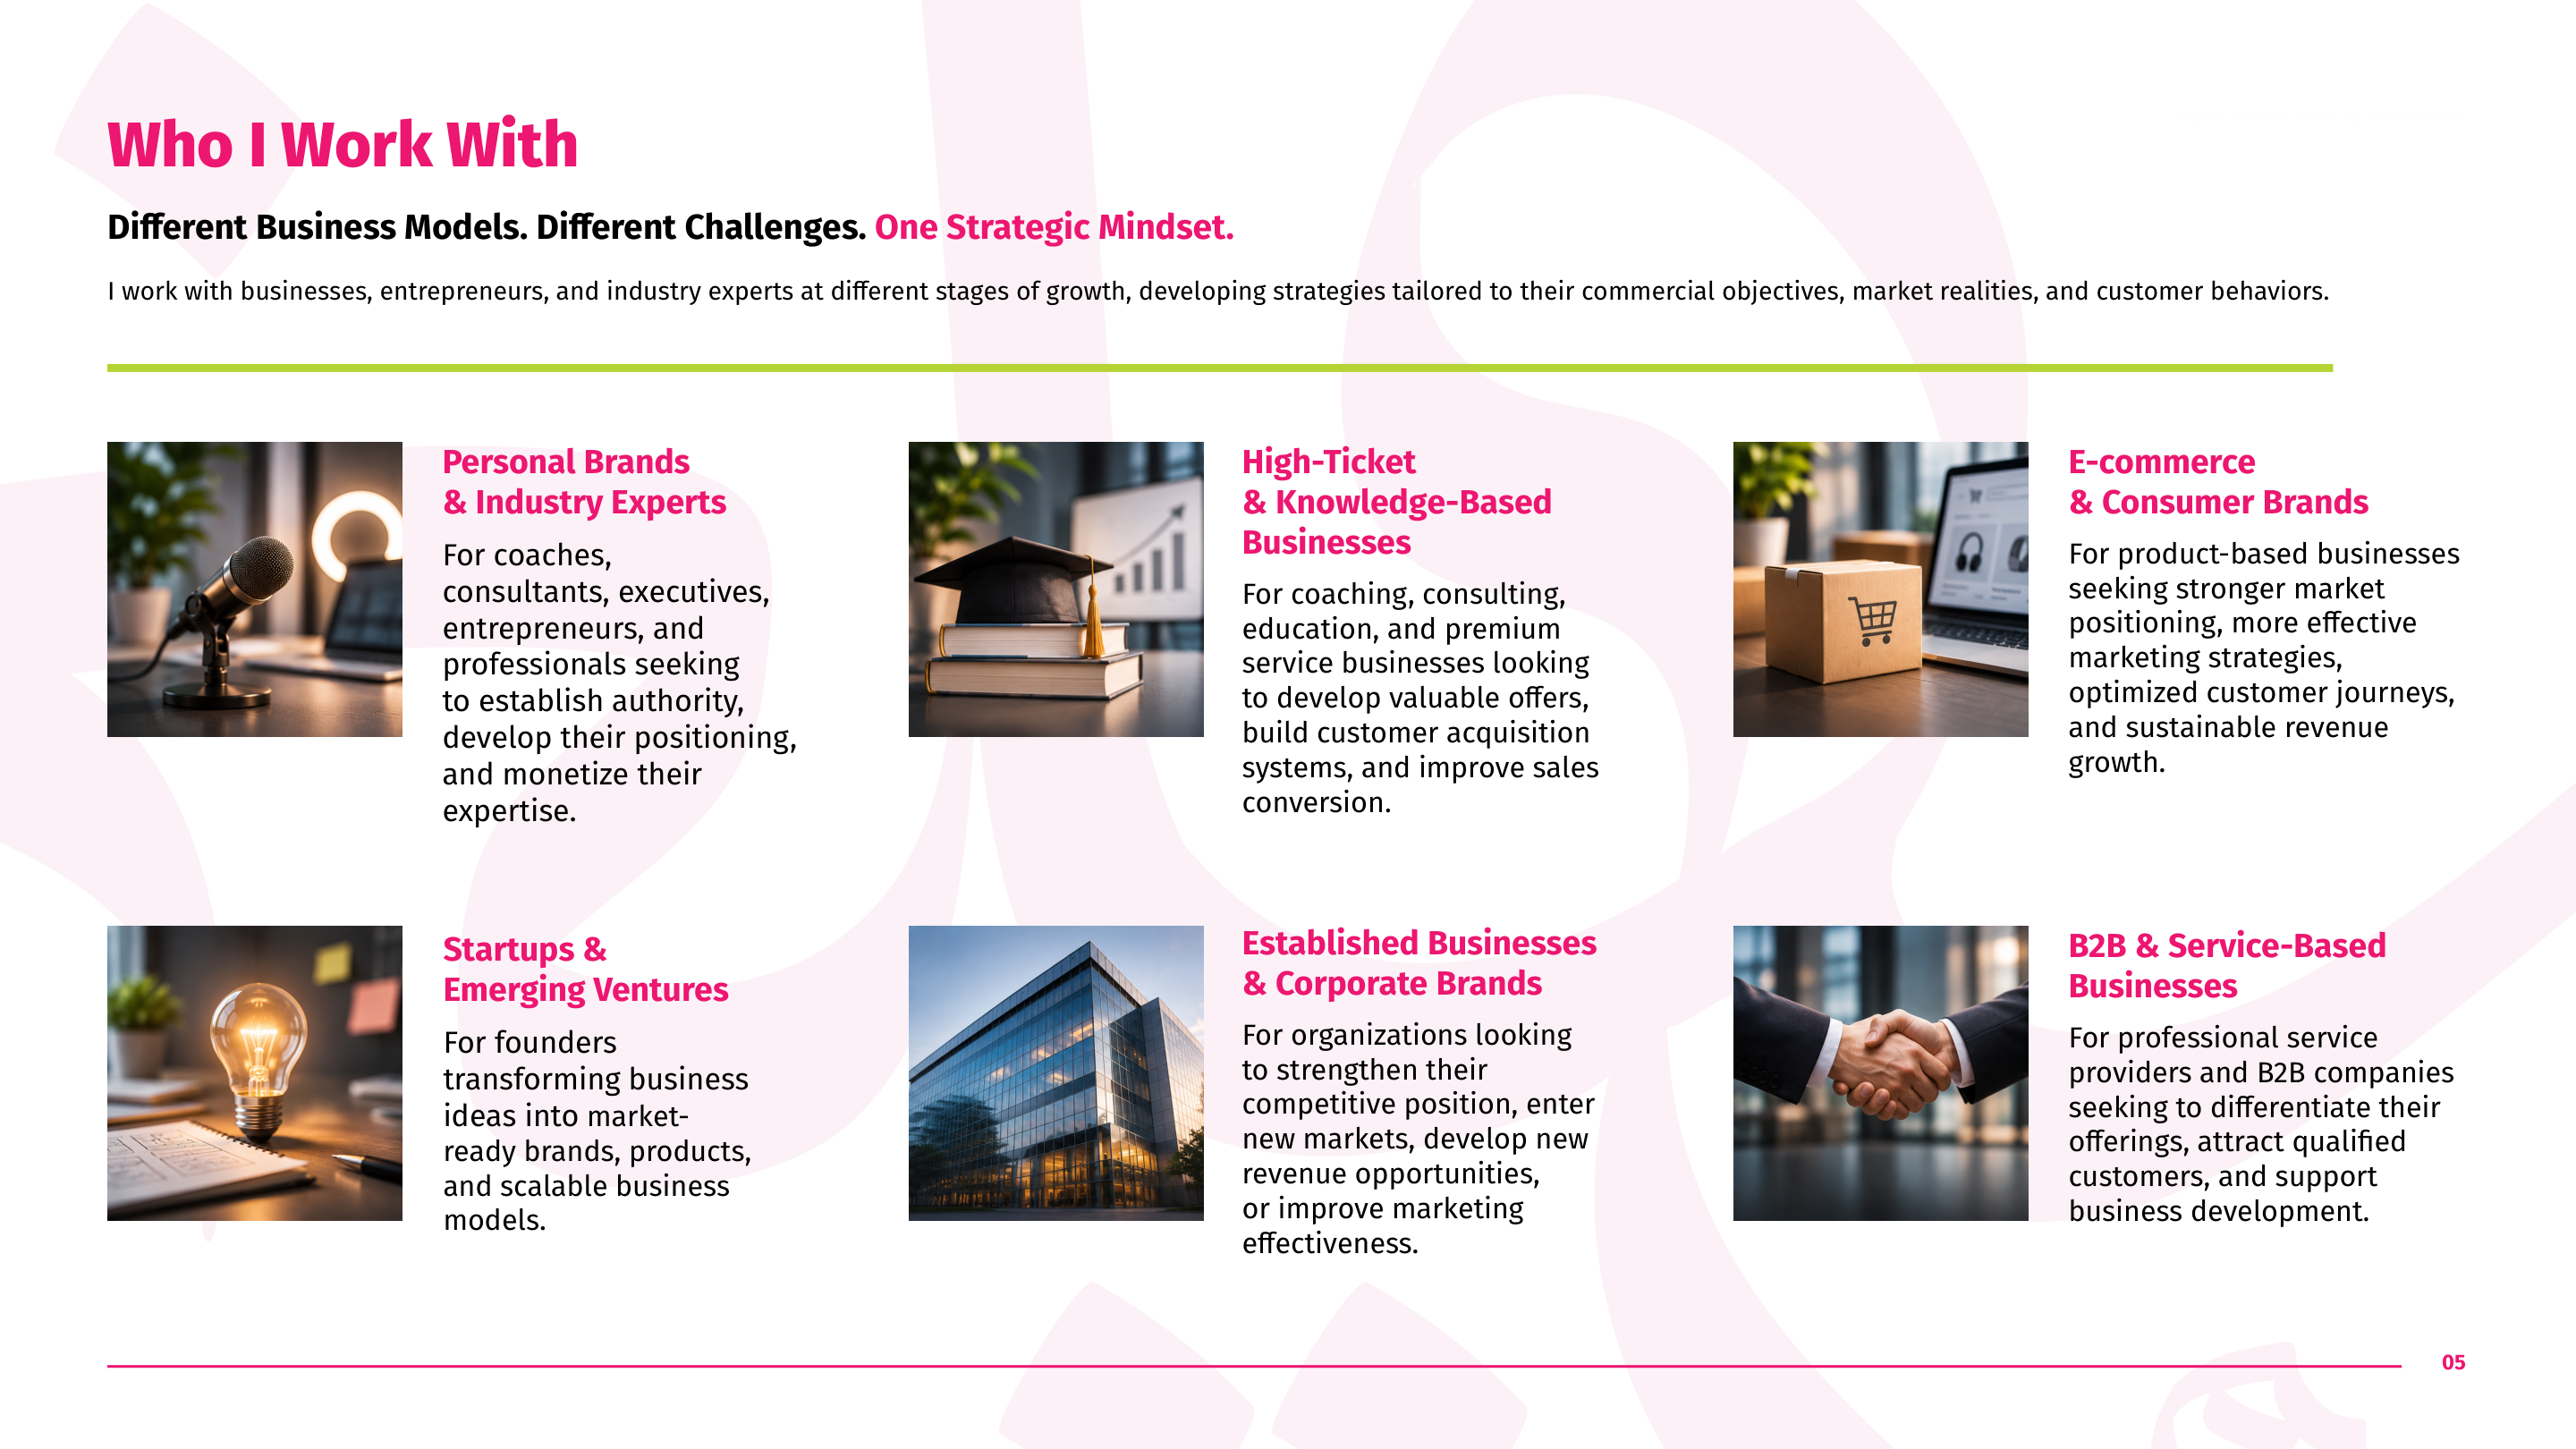 Who I Work With
Different Business Models. Different Challenges. One Strategic Mindset.
I work with businesses, entrepreneurs, and industry experts at different stages of growth, developing strategies tailored to their commercial objectives, market realities, and customer behaviors.
Personal Brands
& Industry Experts
For coaches,
consultants, executives,
entrepreneurs, and
professionals seeking
to establish authority,
develop their positioning,
and monetize their
expertise.
High-Ticket
& Knowledge-Based
Businesses
For coaching, consulting,
education, and premium
service businesses looking
to develop valuable offers,
build customer acquisition
systems, and improve sales
conversion.
E-commerce
& Consumer Brands
For product-based businesses
seeking stronger market
positioning, more effective
marketing strategies,
optimized customer journeys,
and sustainable revenue
growth.
Startups &
Emerging Ventures
For founders
transforming business
ideas into market-
ready brands, products,
and scalable business
models.
Established Businesses
& Corporate Brands
For organizations looking
to strengthen their
competitive position, enter
new markets, develop new
revenue opportunities,
or improve marketing
effectiveness.
B2B & Service-Based
Businesses
For professional service
providers and B2B companies
seeking to differentiate their
offerings, attract qualified
customers, and support
business development.
05